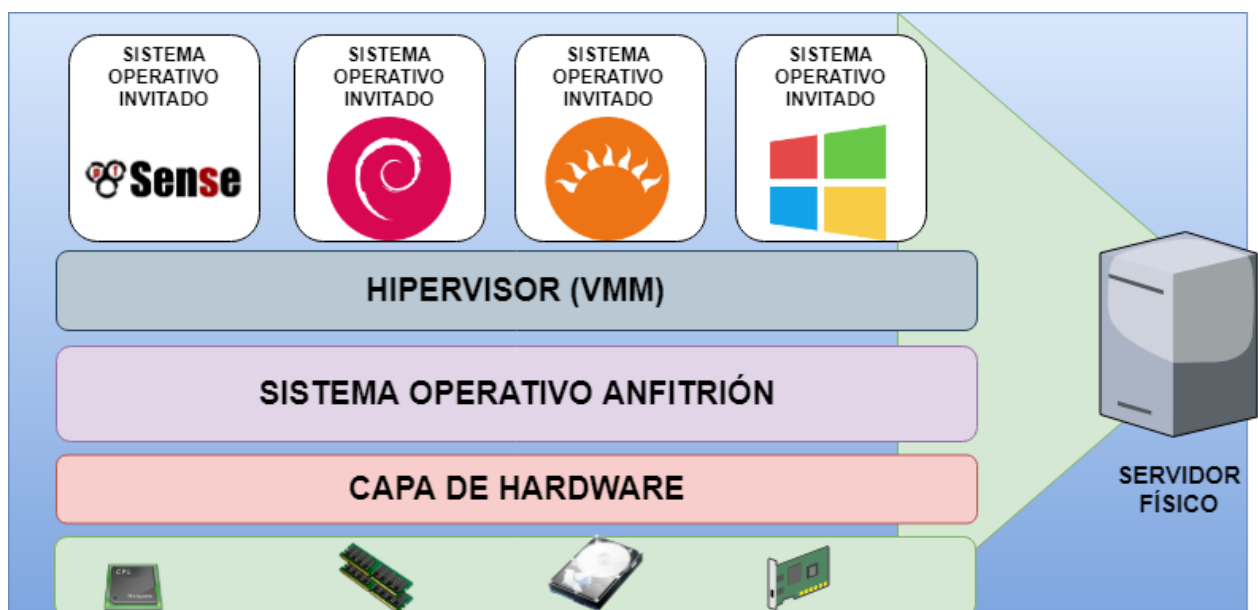 SISTEMA
OPERATIVO
INVITADO
Sense
SISTEMA
OPERATIVO
INVITADO
SISTEMA
OPERATIVO
INVITADO
SISTEMA
OPERATIVO
INVITADO
HIPERVISOR (VMM)
SISTEMA OPERATIVO ANFITRIÓN
CAPA DE HARDWARE
SERVIDOR
FÍSICO
CPU